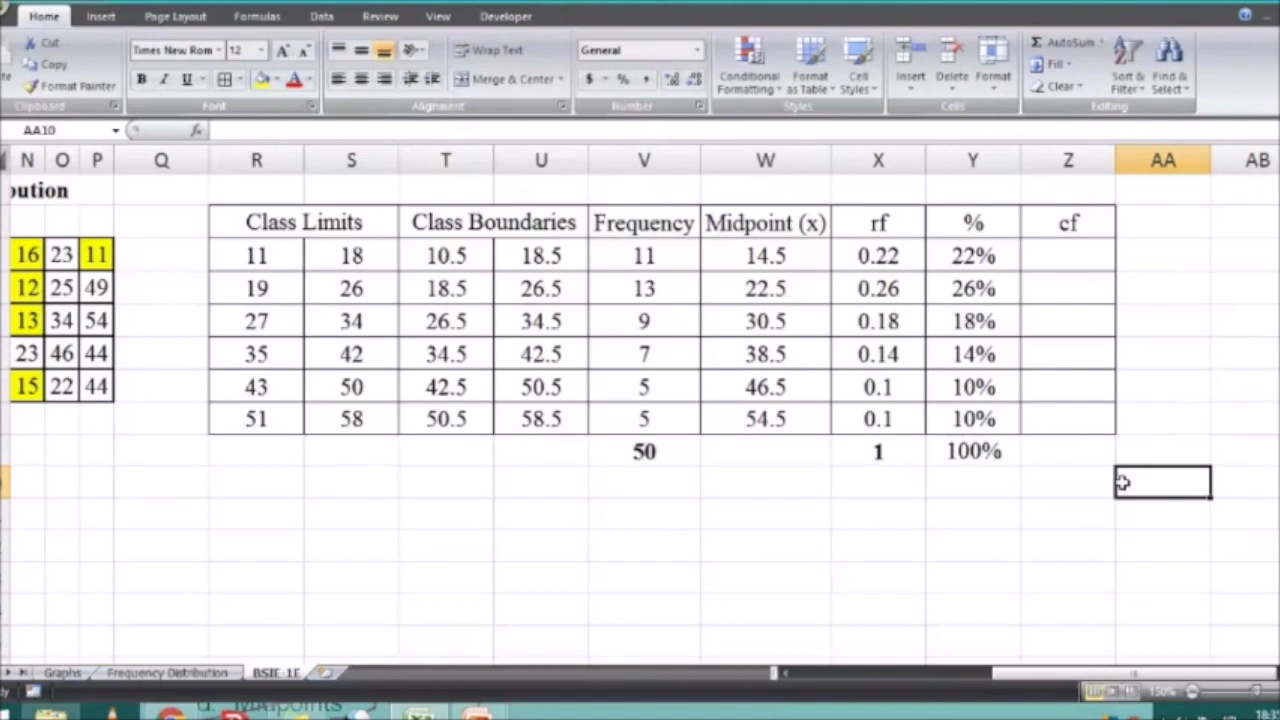 Home Insert Page Layout Formulas Data Review View Developer
Cut
Copy
Format Painter
Clipboard
Times New Rom 12 A A
B I U A
Font
Wrap Text
Merge & Center
Alignment
General
$ % ,
Number
Conditional Formatting
Format as Table
Cell Styles
Styles
Insert Delete Format
Cells
Σ AutoSum
Fill
Clear
Sort & Filter
Find & Select
Editing
AA10 fx
N O P Q R S T U V W X Y Z AA AB
bution
Class Limits Class Boundaries Frequency Midpoint (x) rf % cf
16 23 11 11 18 10.5 18.5 11 14.5 0.22 22%
12 25 49 19 26 18.5 26.5 13 22.5 0.26 26%
13 34 54 27 34 26.5 34.5 9 30.5 0.18 18%
23 46 44 35 42 34.5 42.5 7 38.5 0.14 14%
15 22 44 43 50 42.5 50.5 5 46.5 0.1 10%
51 58 50.5 58.5 5 54.5 0.1 10%
50 1 100%
Graphs Frequency Distribution BSIE-1E
150%
d. Midpoints